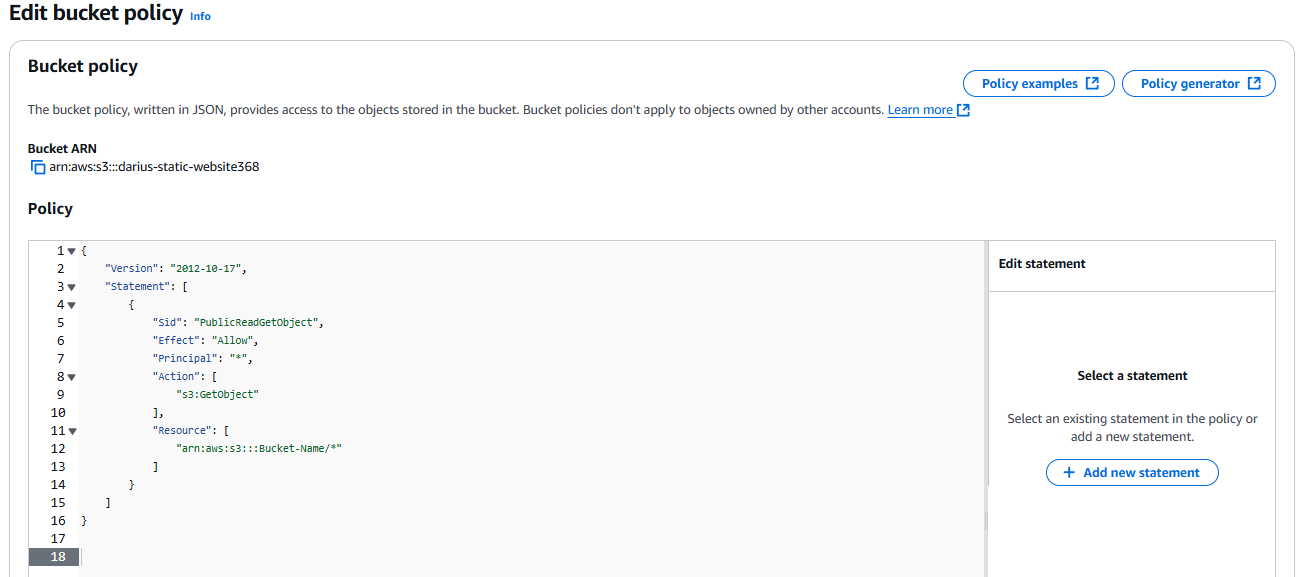 Edit bucket policy Info
Bucket policy
Policy examples
Policy generator
The bucket policy, written in JSON, provides access to the objects stored in the bucket. Bucket policies don't apply to objects owned by other accounts. Learn more
Bucket ARN
arn:aws:s3:::darius-static-website368
Policy
1 {
2 "Version": "2012-10-17",
3 "Statement": [
4 {
5 "Sid": "PublicReadGetObject",
6 "Effect": "Allow",
7 "Principal": "*",
8 "Action": [
9 "s3:GetObject"
10 ],
11 "Resource": [
12 "arn:aws:s3:::Bucket-Name/*"
13 ]
14 }
15 ]
16 }
17
18
Edit statement
Select a statement
Select an existing statement in the policy or
add a new statement.
+ Add new statement